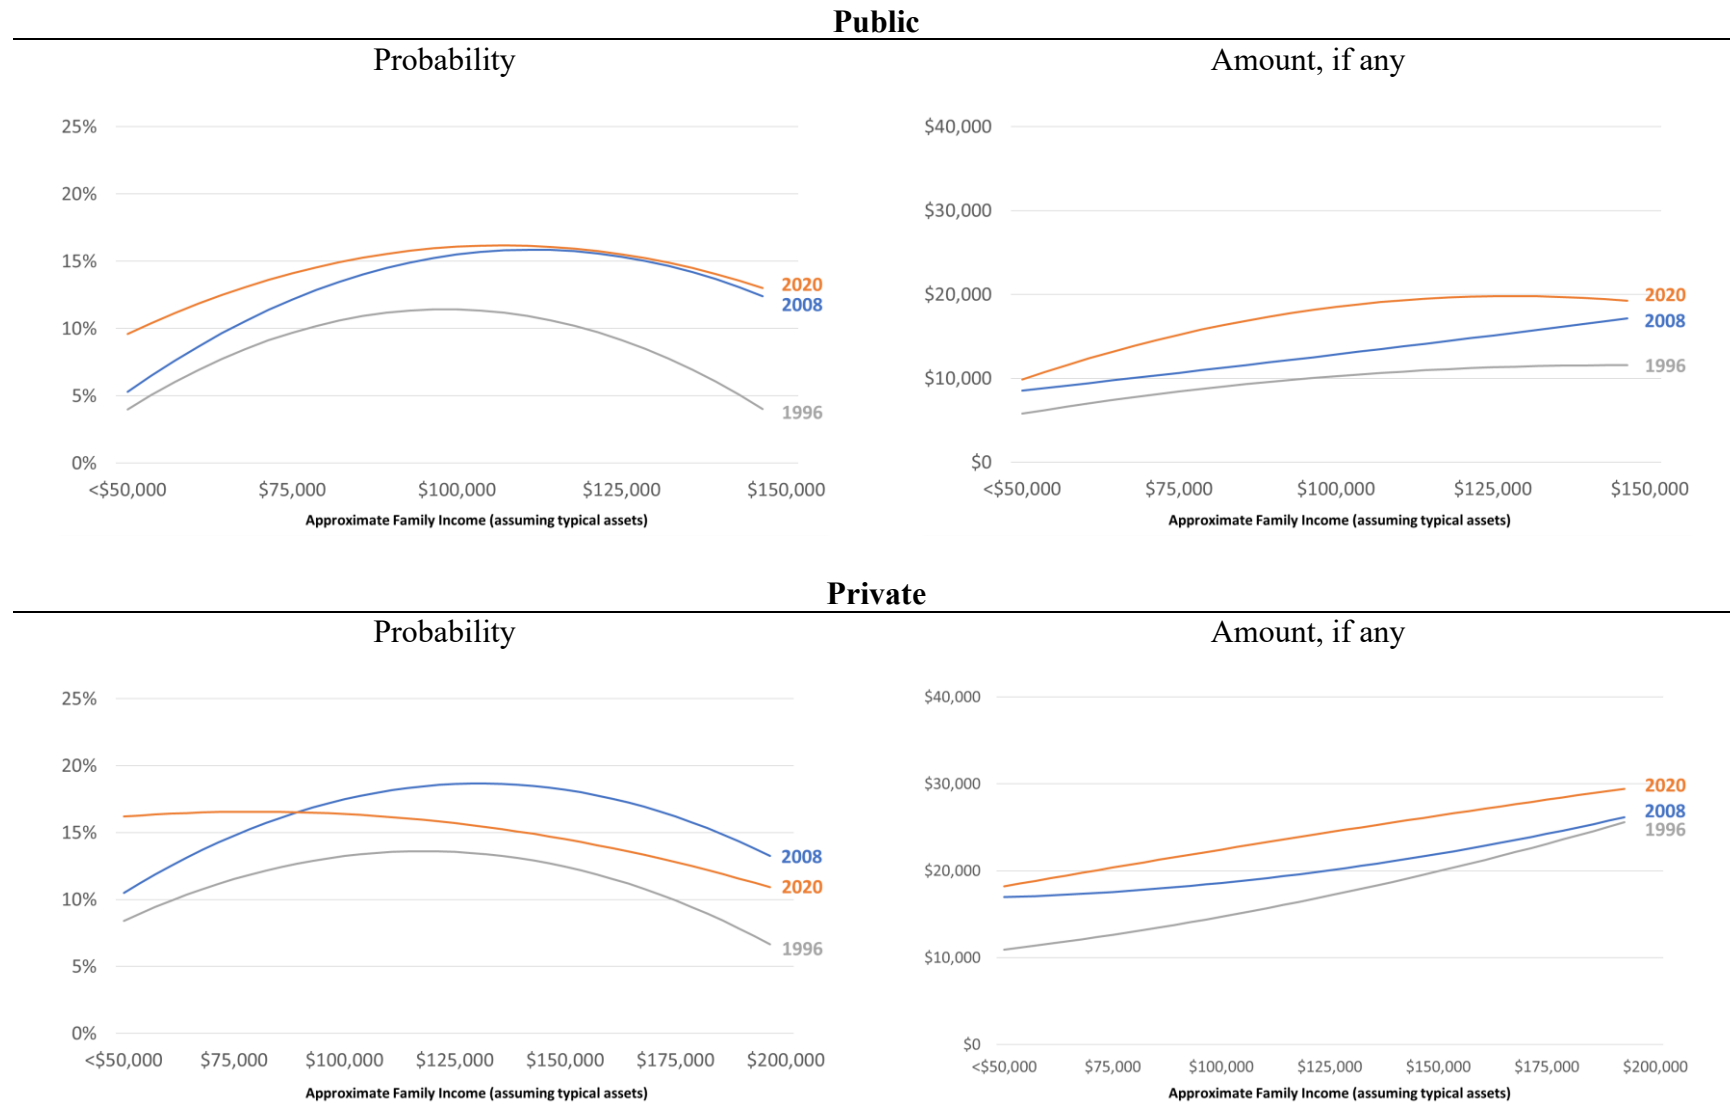 Public
Probability
Amount, if any
25%
20%
15%
10%
5%
0%
2020
2008
1996
<$50,000 $75,000 $100,000 $125,000 $150,000
Approximate Family Income (assuming typical assets)
$40,000
$30,000
$20,000
$10,000
$0
2020
2008
1996
<$50,000 $75,000 $100,000 $125,000 $150,000
Approximate Family Income (assuming typical assets)
Private
Probability
Amount, if any
25%
20%
15%
10%
5%
0%
2008
2020
1996
<$50,000 $75,000 $100,000 $125,000 $150,000 $175,000 $200,000
Approximate Family Income (assuming typical assets)
$40,000
$30,000
$20,000
$10,000
$0
2020
2008
1996
<$50,000 $75,000 $100,000 $125,000 $150,000 $175,000 $200,000
Approximate Family Income (assuming typical assets)